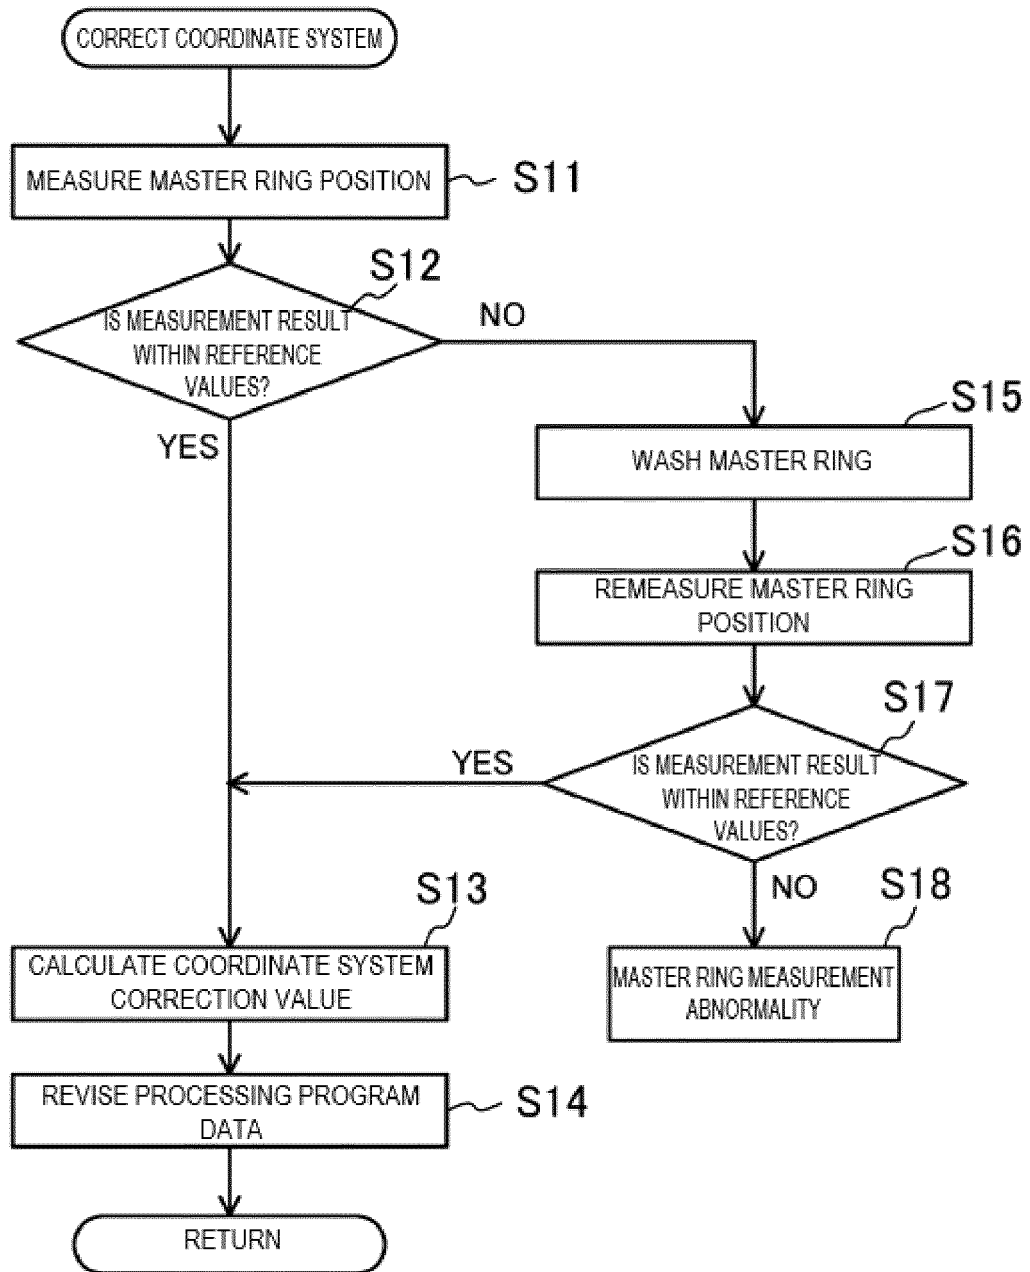 CORRECT COORDINATE SYSTEM
MEASURE MASTER RING POSITION
S11
S12
IS MEASUREMENT RESULT
WITHIN REFERENCE
VALUES?
NO
YES
S15
WASH MASTER RING
S16
REMEASURE MASTER RING
POSITION
S17
IS MEASUREMENT RESULT
WITHIN REFERENCE
VALUES?
YES
NO
S13
CALCULATE COORDINATE SYSTEM
CORRECTION VALUE
S18
MASTER RING MEASUREMENT
ABNORMALITY
REVISE PROCESSING PROGRAM
DATA
S14
RETURN